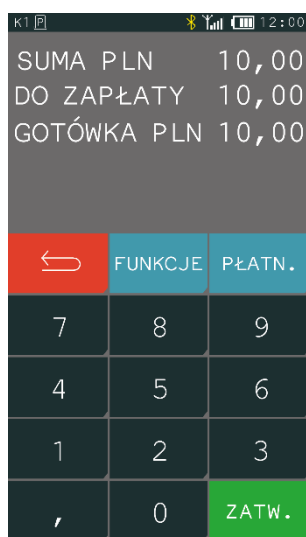 K1 P 12:00
SUMA PLN 10,00
DO ZAPŁATY 10,00
GOTÓWKA PLN 10,00
FUNKCJE PŁATN.
7 8 9
4 5 6
1 2 3
, 0 ZATW.